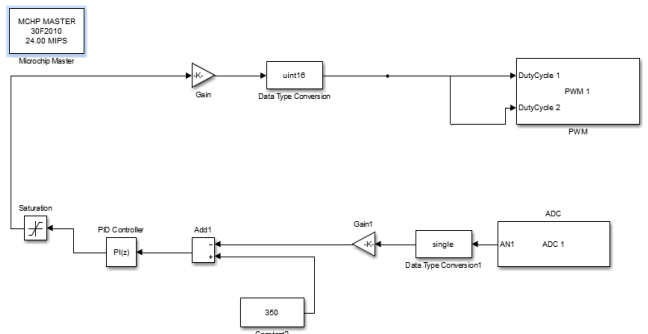 MCHP MASTER
30F2010
24.00 MIPS
Microchip Master
-K-
Gain
uint16
Data Type Conversion
DutyCycle 1
PWM 1
DutyCycle 2
PWM
Saturation
PID Controller
PI(z)
Add1
−
+
Gain1
-K-
single
Data Type Conversion1
ADC
AN1
ADC 1
350
Constant2